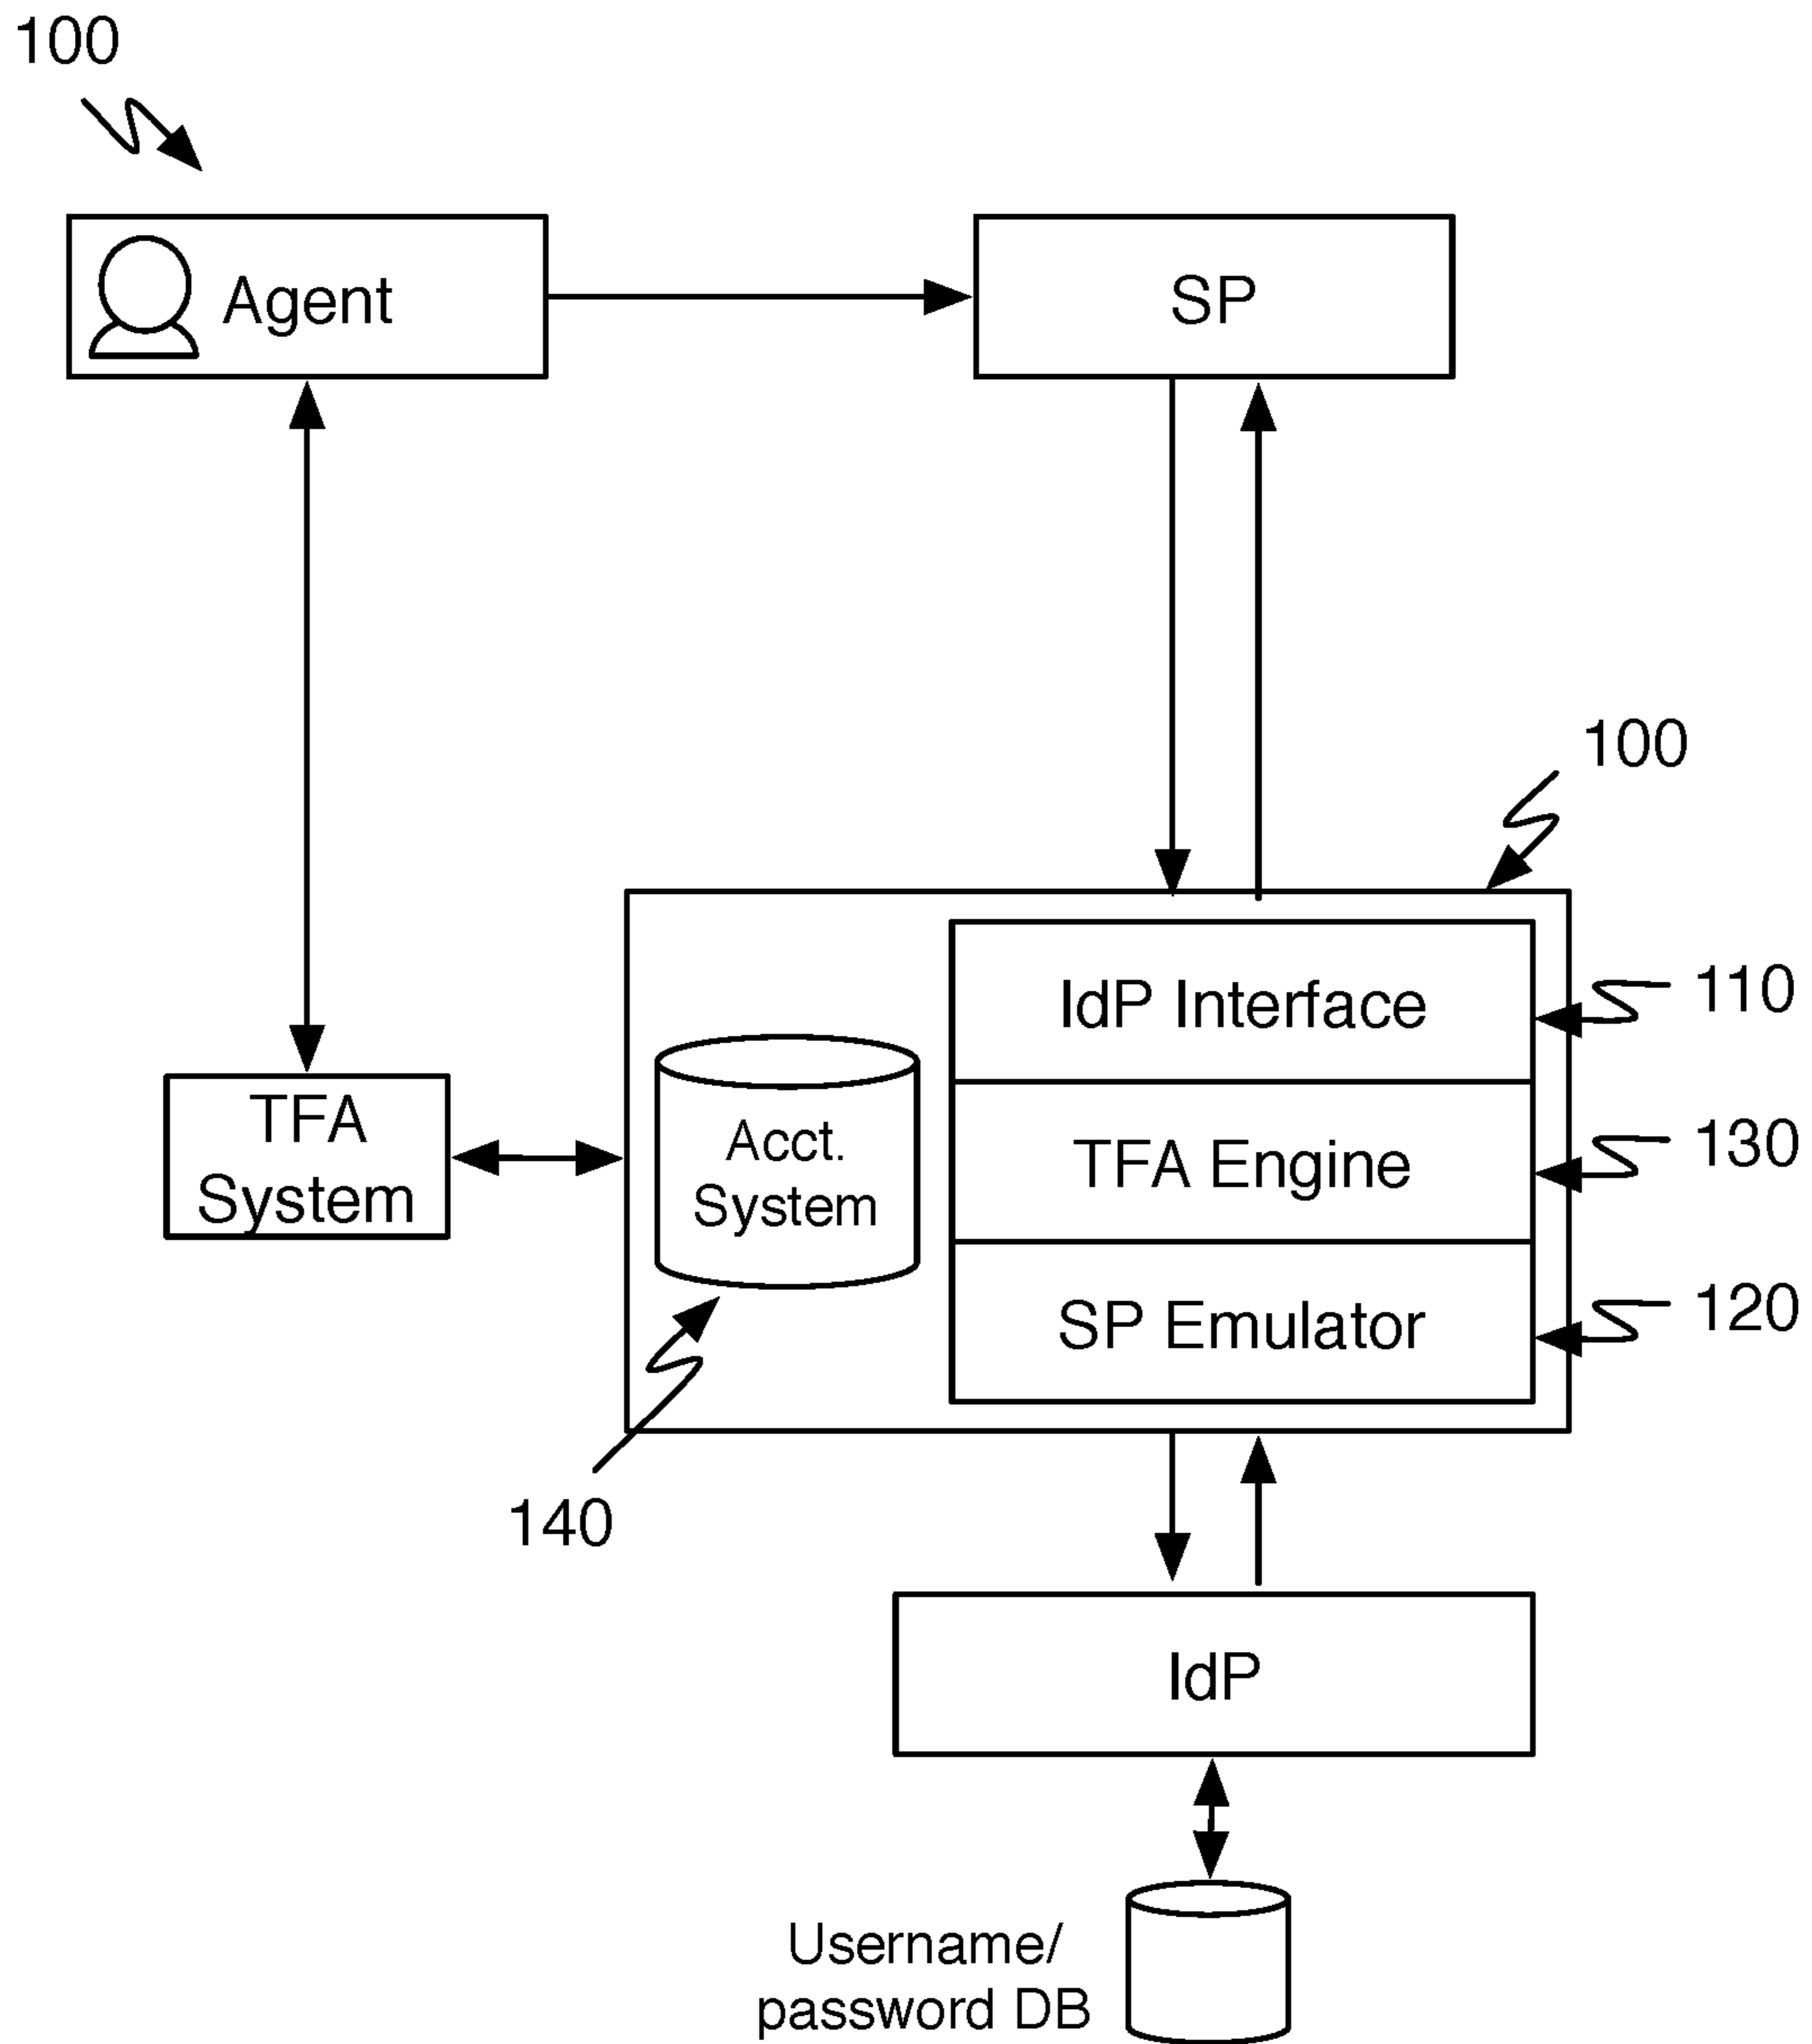 100
Agent
SP
100
IdP Interface
110
TFA
System
Acct.
System
TFA Engine
130
SP Emulator
120
140
IdP
Username/
password DB